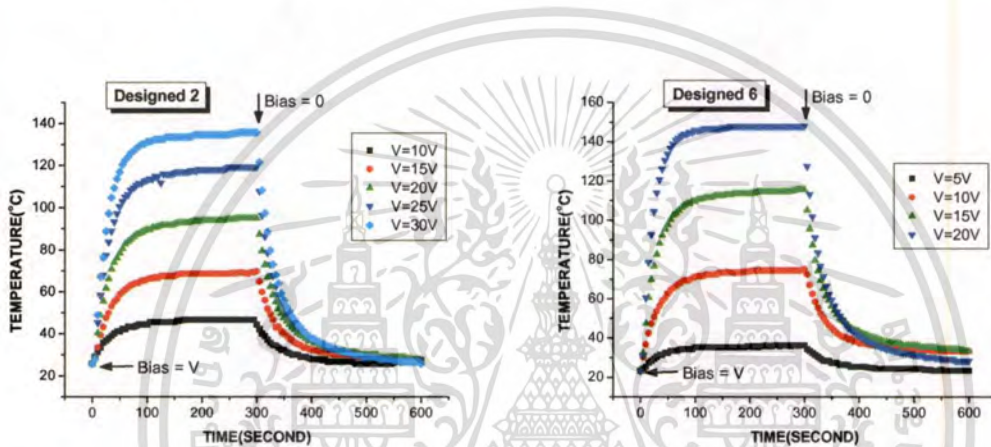 Designed 2
Bias = 0
TEMPERATURE(°C)
140
120
100
80
60
40
20
V=10V
V=15V
V=20V
V=25V
V=30V
Bias = V
0
100
200
300
400
500
600
TIME(SECOND)
Designed 6
Bias = 0
TEMPERATURE(°C)
160
140
120
100
80
60
40
20
V=5V
V=10V
V=15V
V=20V
Bias = V
0
100
200
300
400
500
600
TIME(SECOND)